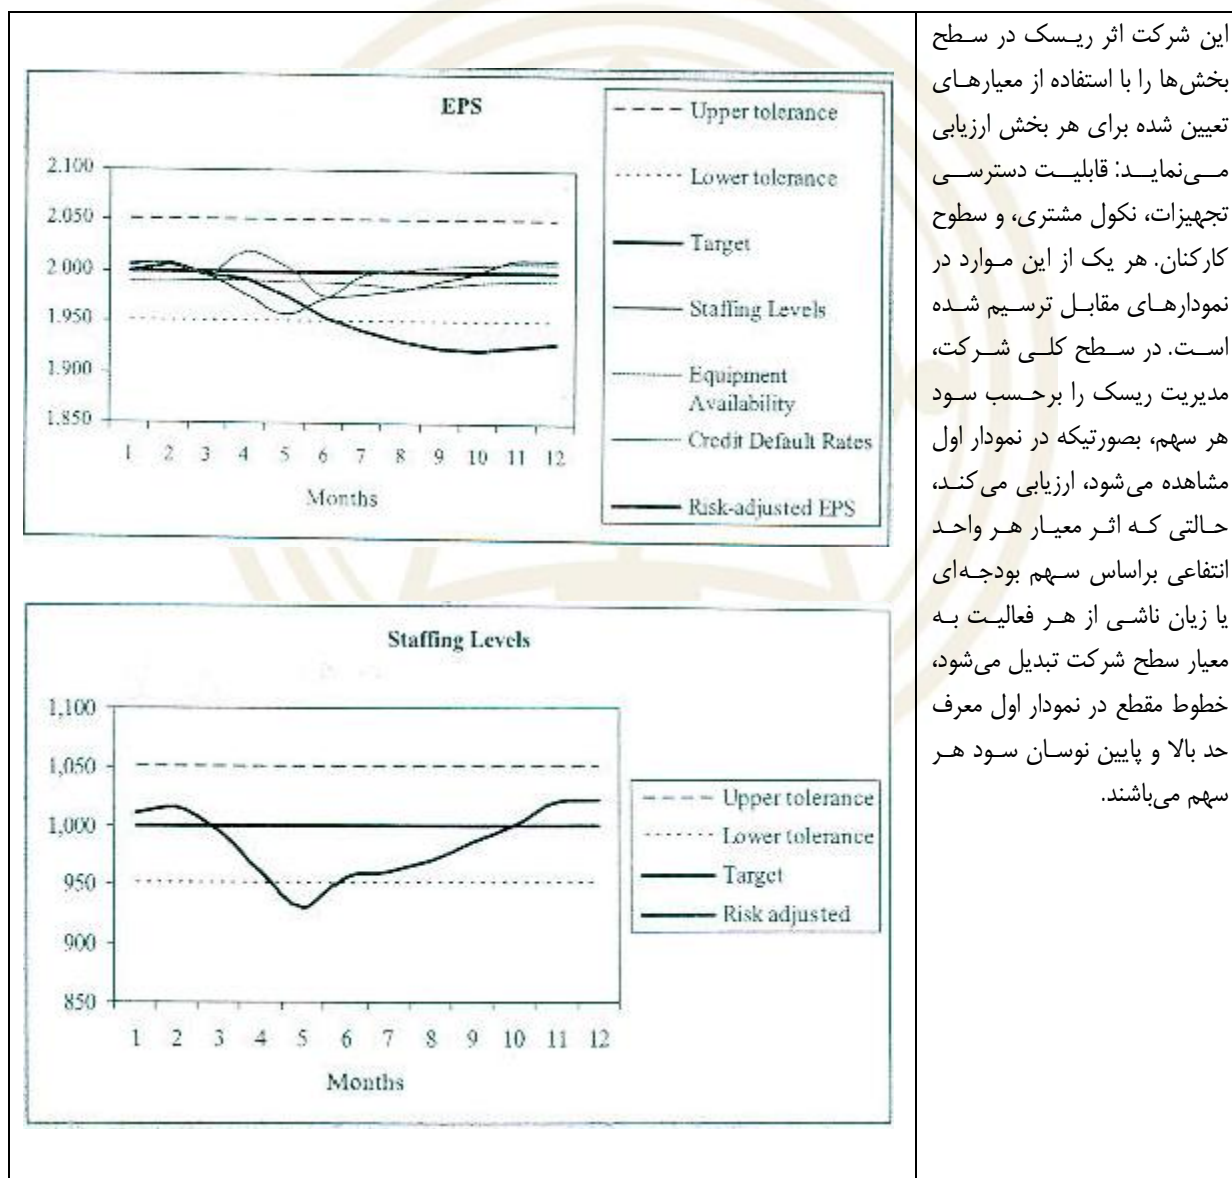 این شرکت اثر ریسک در سطح
بخش‌ها را با استفاده از معیارهای
تعیین شده برای هر بخش ارزیابی
می‌نماید: قابلیت دسترسی
تجهیزات، نکول مشتری، و سطوح
کارکنان. هر یک از این موارد در
نمودارهای مقابل ترسیم شده
است. در سطح کلی شرکت،
مدیریت ریسک را برحسب سود
هر سهم، بصورتیکه در نمودار اول
مشاهده می‌شود، ارزیابی می‌کند،
حالتی که اثر معیار هر واحد
انتفاعی براساس سهم بودجه‌ای
یا زیان ناشی از هر فعالیت به
معیار سطح شرکت تبدیل می‌شود،
خطوط مقطع در نمودار اول معرف
حد بالا و پایین نوسان سود هر
سهم می‌باشند.
EPS
2.100
2.050
2.000
1.950
1.900
1.850
1 2 3 4 5 6 7 8 9 10 11 12
Months
Upper tolerance
Lower tolerance
Target
Staffing Levels
Equipment
Availability
Credit Default Rates
Risk-adjusted EPS
Staffing Levels
1,100
1,050
1,000
950
900
850
1 2 3 4 5 6 7 8 9 10 11 12
Months
Upper tolerance
Lower tolerance
Target
Risk adjusted